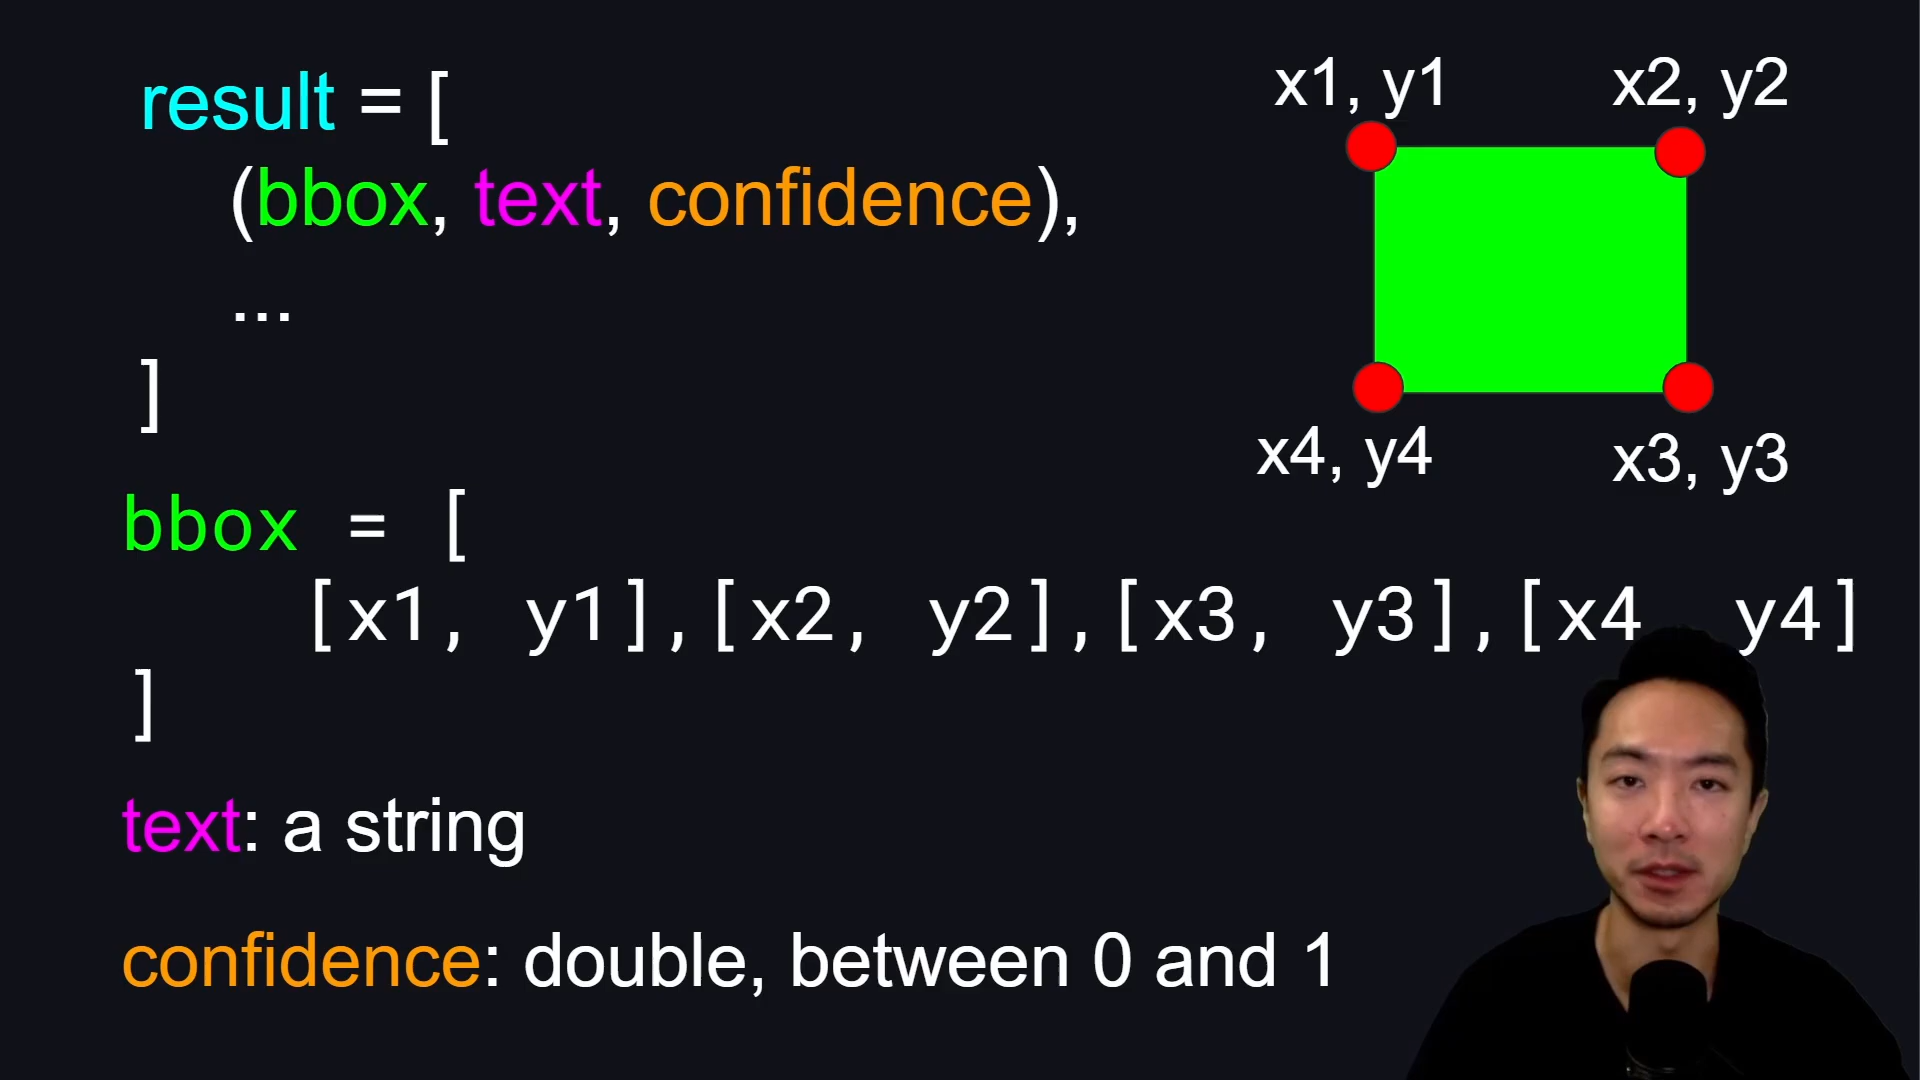 result = [
(bbox, text, confidence),
...
]
x1, y1
x2, y2
x4, y4
x3, y3
bbox = [
[x1, y1],[x2, y2],[x3, y3],[x4 y4]
]
text: a string
confidence: double, between 0 and 1